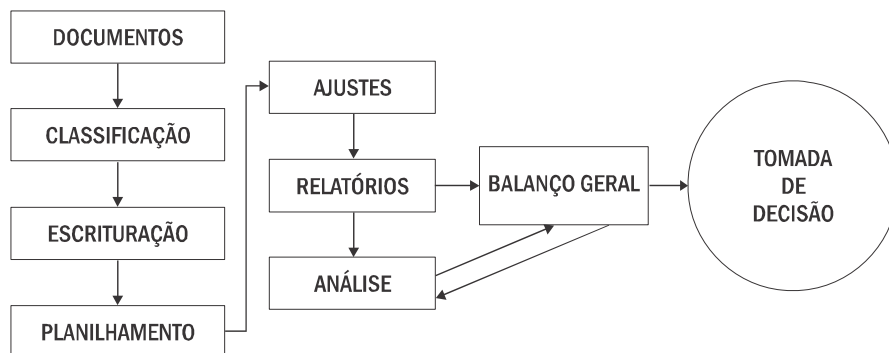 DOCUMENTOS
CLASSIFICAÇÃO
ESCRITURAÇÃO
PLANILHAMENTO
AJUSTES
RELATÓRIOS
ANÁLISE
BALANÇO GERAL
TOMADA
DE
DECISÃO